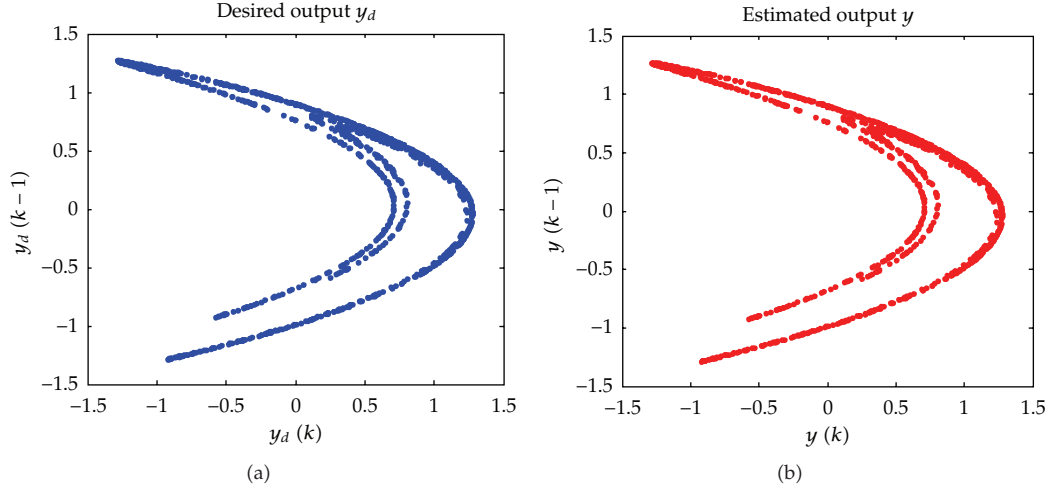 Desired output y_d
1.5
1
0.5
0
−0.5
−1
−1.5
y_d (k − 1)
−1.5 −1 −0.5 0 0.5 1 1.5
y_d (k)
(a)
Estimated output y
1.5
1
0.5
0
−0.5
−1
−1.5
y (k − 1)
−1.5 −1 −0.5 0 0.5 1 1.5
y (k)
(b)